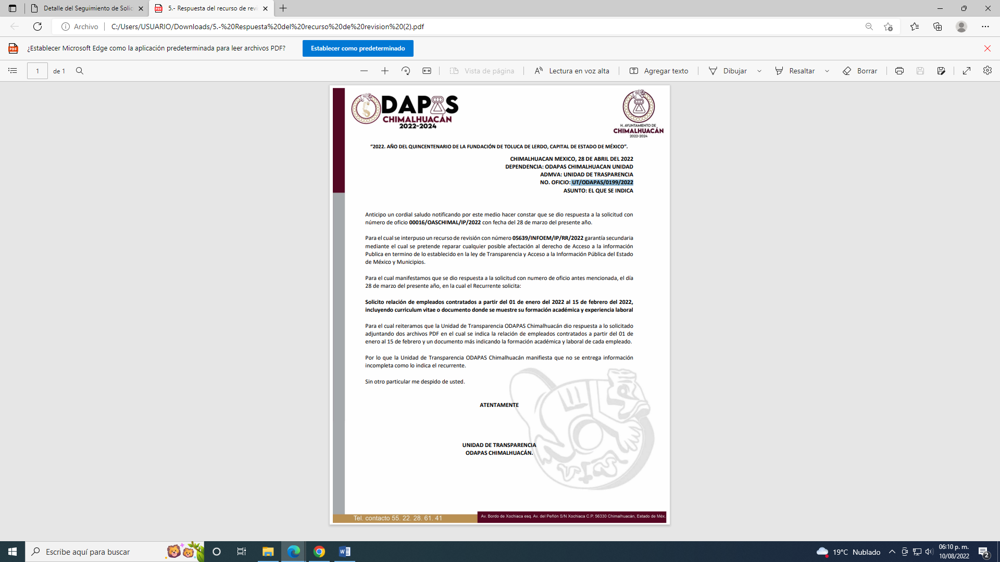 Detalle del Seguimiento de Solic
5.- Respuesta del recurso de revi
Archivo
C:/Users/USUARIO/Downloads/5.-%20Respuesta%20del%20recurso%20de%20revision%20(2).pdf
¿Establecer Microsoft Edge como la aplicación predeterminada para leer archivos PDF?
Establecer como predeterminado
1 de 1
Vista de página
Lectura en voz alta
Agregar texto
Dibujar
Resaltar
Borrar
ODAPAS
CHIMALHUACÁN
2022-2024
H. AYUNTAMIENTO DE
CHIMALHUACÁN
2022-2024
“2022. AÑO DEL QUINCENTENARIO DE LA FUNDACIÓN DE TOLUCA DE LERDO, CAPITAL DE ESTADO DE MÉXICO”.
CHIMALHUACAN MEXICO, 28 DE ABRIL DEL 2022
DEPENDENCIA: ODAPAS CHIMALHUACAN UNIDAD
ADMVA: UNIDAD DE TRASPARENCIA
NO. OFICIO: UT/ODAPAS/0199/2022
ASUNTO: EL QUE SE INDICA
Anticipo un cordial saludo notificando por este medio hacer constar que se dio respuesta a la solicitud con
número de oficio 00016/OASCHIMAL/IP/2022 con fecha del 28 de marzo del presente año.
Para el cual se interpuso un recurso de revisión con número 05639/INFOEM/IP/RR/2022 garantía secundaria
mediante el cual se pretende reparar cualquier posible afectación al derecho de Acceso a la información
Publica en termino de lo establecido en la ley de Transparencia y Acceso a la Información Pública del Estado
de México y Municipios.
Para el cual manifestamos que se dio respuesta a la solicitud con numero de oficio antes mencionada, el día
28 de marzo del presente año, en la cual el Recurrente solicita:
Solicito relación de empleados contratados a partir del 01 de enero del 2022 al 15 de febrero del 2022,
incluyendo curriculum vitae o documento donde se muestre su formación académica y experiencia laboral
Para el cual reiteramos que la Unidad de Transparencia ODAPAS Chimalhuacán dio respuesta a lo solicitado
adjuntando dos archivos PDF en el cual se indica la relación de empleados contratados a partir del 01 de
enero al 15 de febrero y un documento más indicando la formación académica y laboral de cada empleado.
Por lo que la Unidad de Transparencia ODAPAS Chimalhuacán manifiesta que no se entrega información
incompleta como lo indica el recurrente.
Sin otro particular me despido de usted.
ATENTAMENTE
UNIDAD DE TRANSPARENCIA
ODAPAS CHIMALHUACÁN.
Tel. contacto 55. 22. 28. 61. 41
Av. Bordo de Xochiaca esq. Av. del Peñón S/N Xochiaca C.P. 56330 Chimalhuacán, Estado de Méx.
Escribe aquí para buscar
19°C Nublado
06:10 p. m.
10/08/2022
2